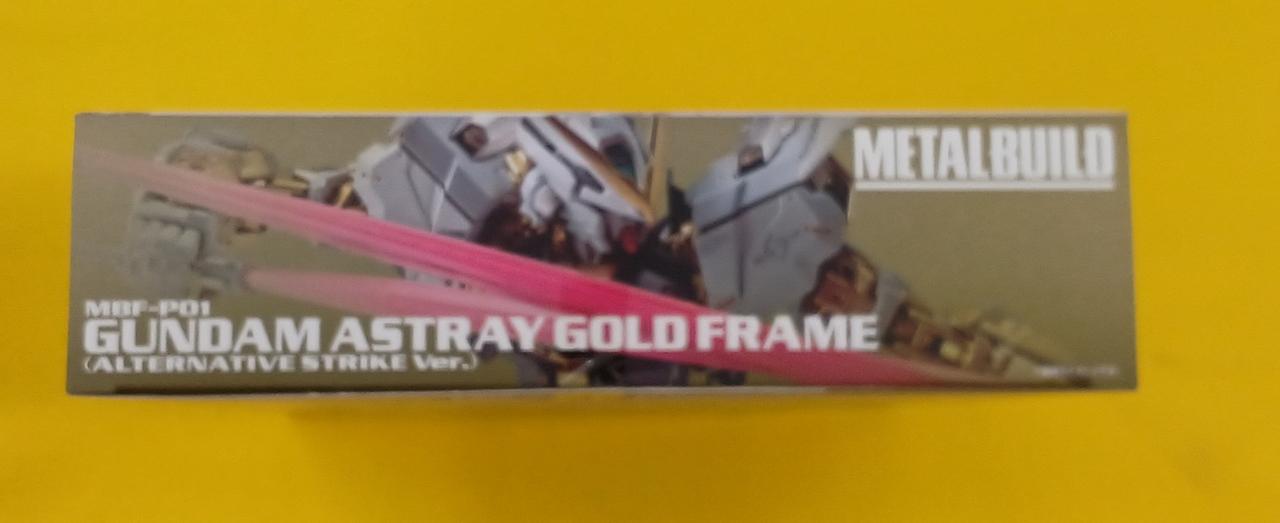 METALBUILD
MBF-P01
GUNDAM ASTRAY GOLD FRAME
(ALTERNATIVE STRIKE Ver.)